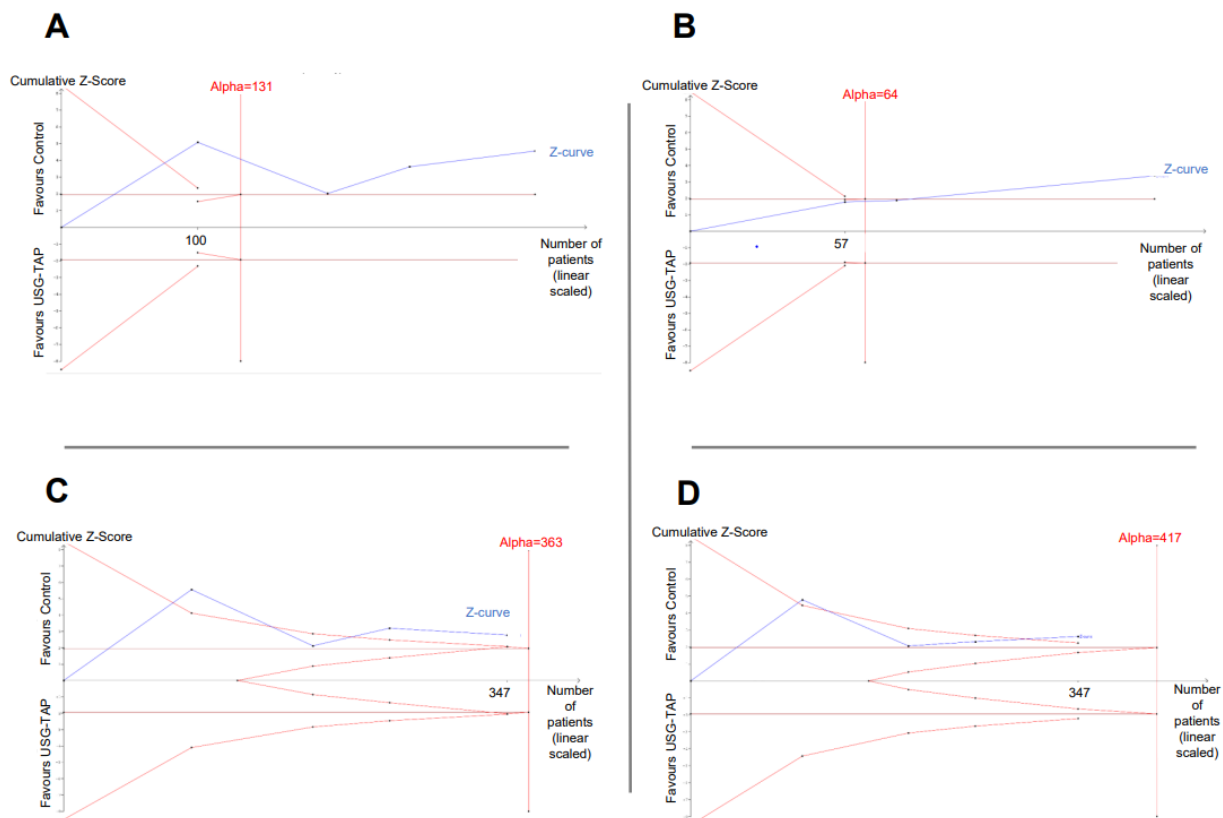 A
Cumulative Z-Score
Alpha=131
Favours Control
Z-curve
100
Number of
patients
(linear
scaled)
Favours USG-TAP
B
Cumulative Z-Score
Alpha=64
Favours Control
Z-curve
57
Number of
patients
(linear
scaled)
Favours USG-TAP
C
Cumulative Z-Score
Alpha=363
Favours Control
Z-curve
347
Number
of
patients
(linear
scaled)
Favours USG-TAP
D
Cumulative Z-Score
Alpha=417
Favours Control
347
Number
of
patients
(linear
scaled)
Favours USG-TAP